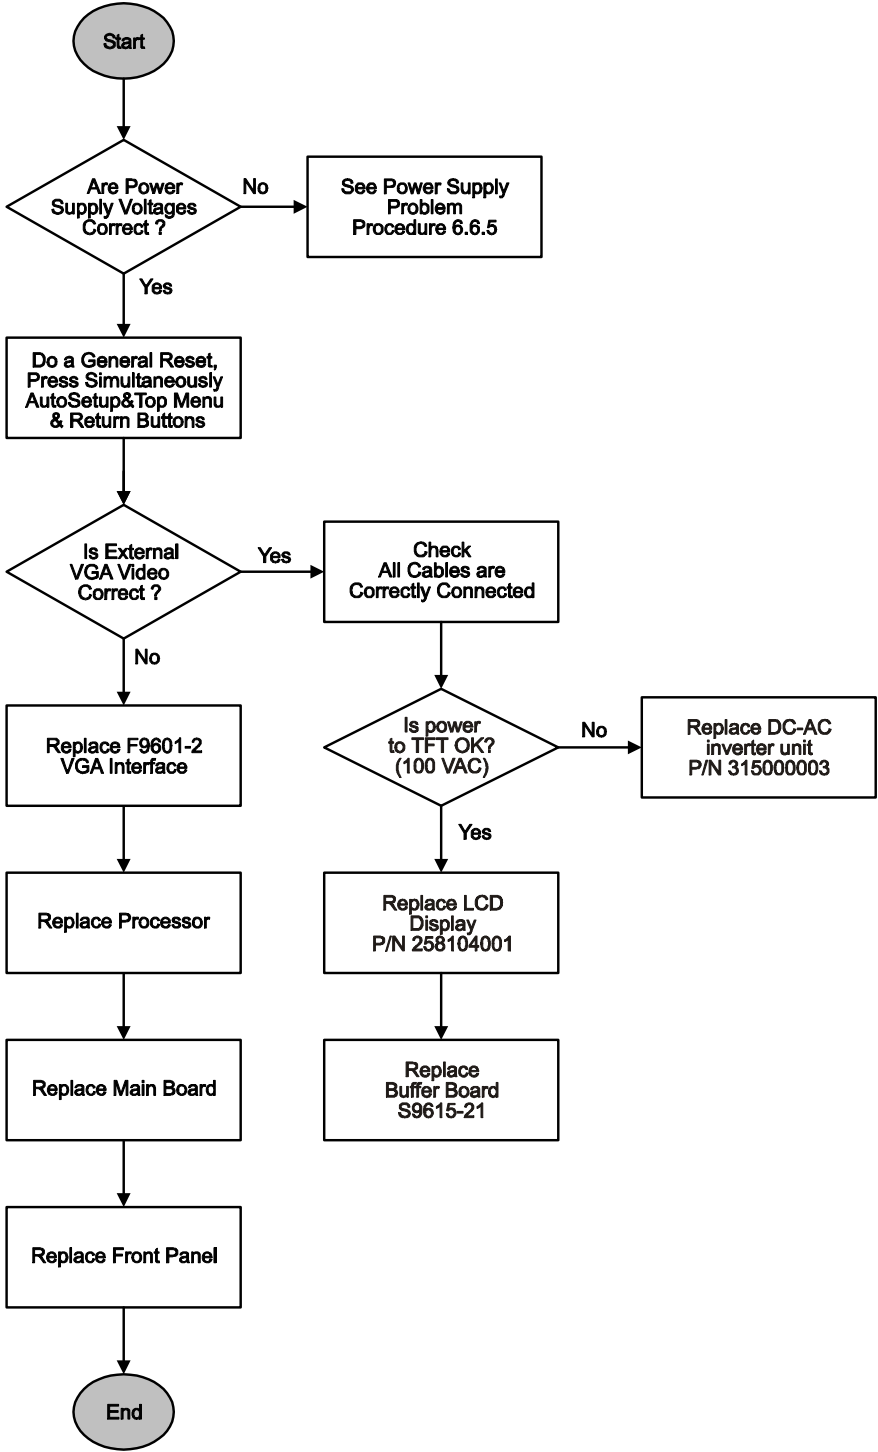 Start
Are Power
Supply Voltages
Correct ?
No
See Power Supply
Problem
Procedure 6.6.5
Yes
Do a General Reset,
Press Simultaneously
AutoSetup&Top Menu
& Return Buttons
Is External
VGA Video
Correct ?
Yes
Check
All Cables are
Correctly Connected
No
Is power
to TFT OK?
(100 VAC)
No
Replace DC-AC
inverter unit
P/N 315000003
Replace F9601-2
VGA Interface
Yes
Replace Processor
Replace LCD
Display
P/N 258104001
Replace Main Board
Replace
Buffer Board
S9615-21
Replace Front Panel
End